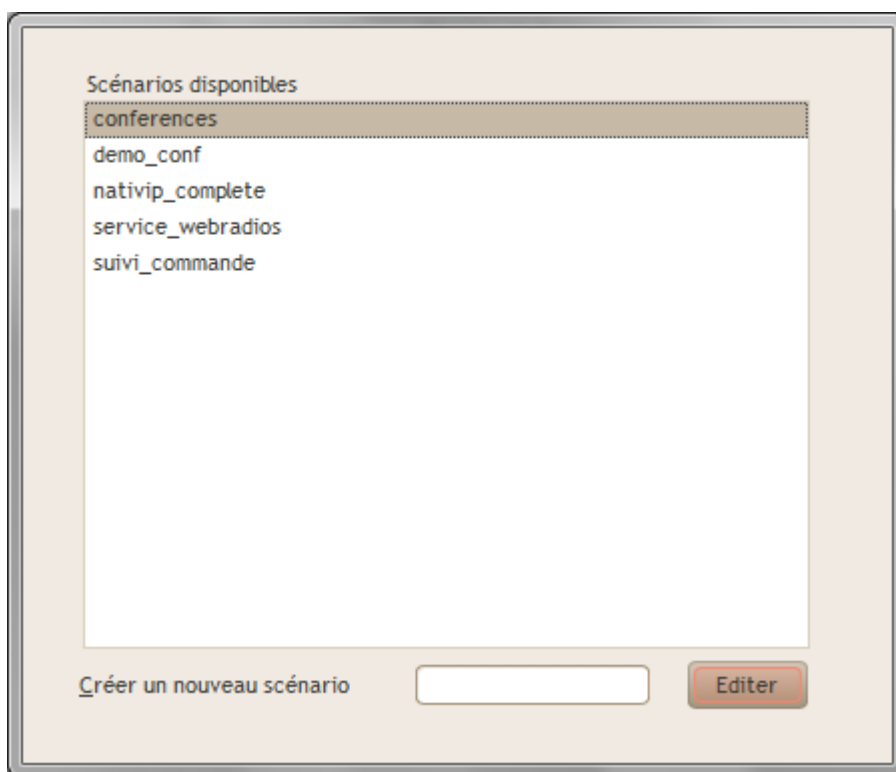 Scénarios disponibles
conferences
demo_conf
nativip_complete
service_webradios
suivi_commande
Créer un nouveau scénario
Editer